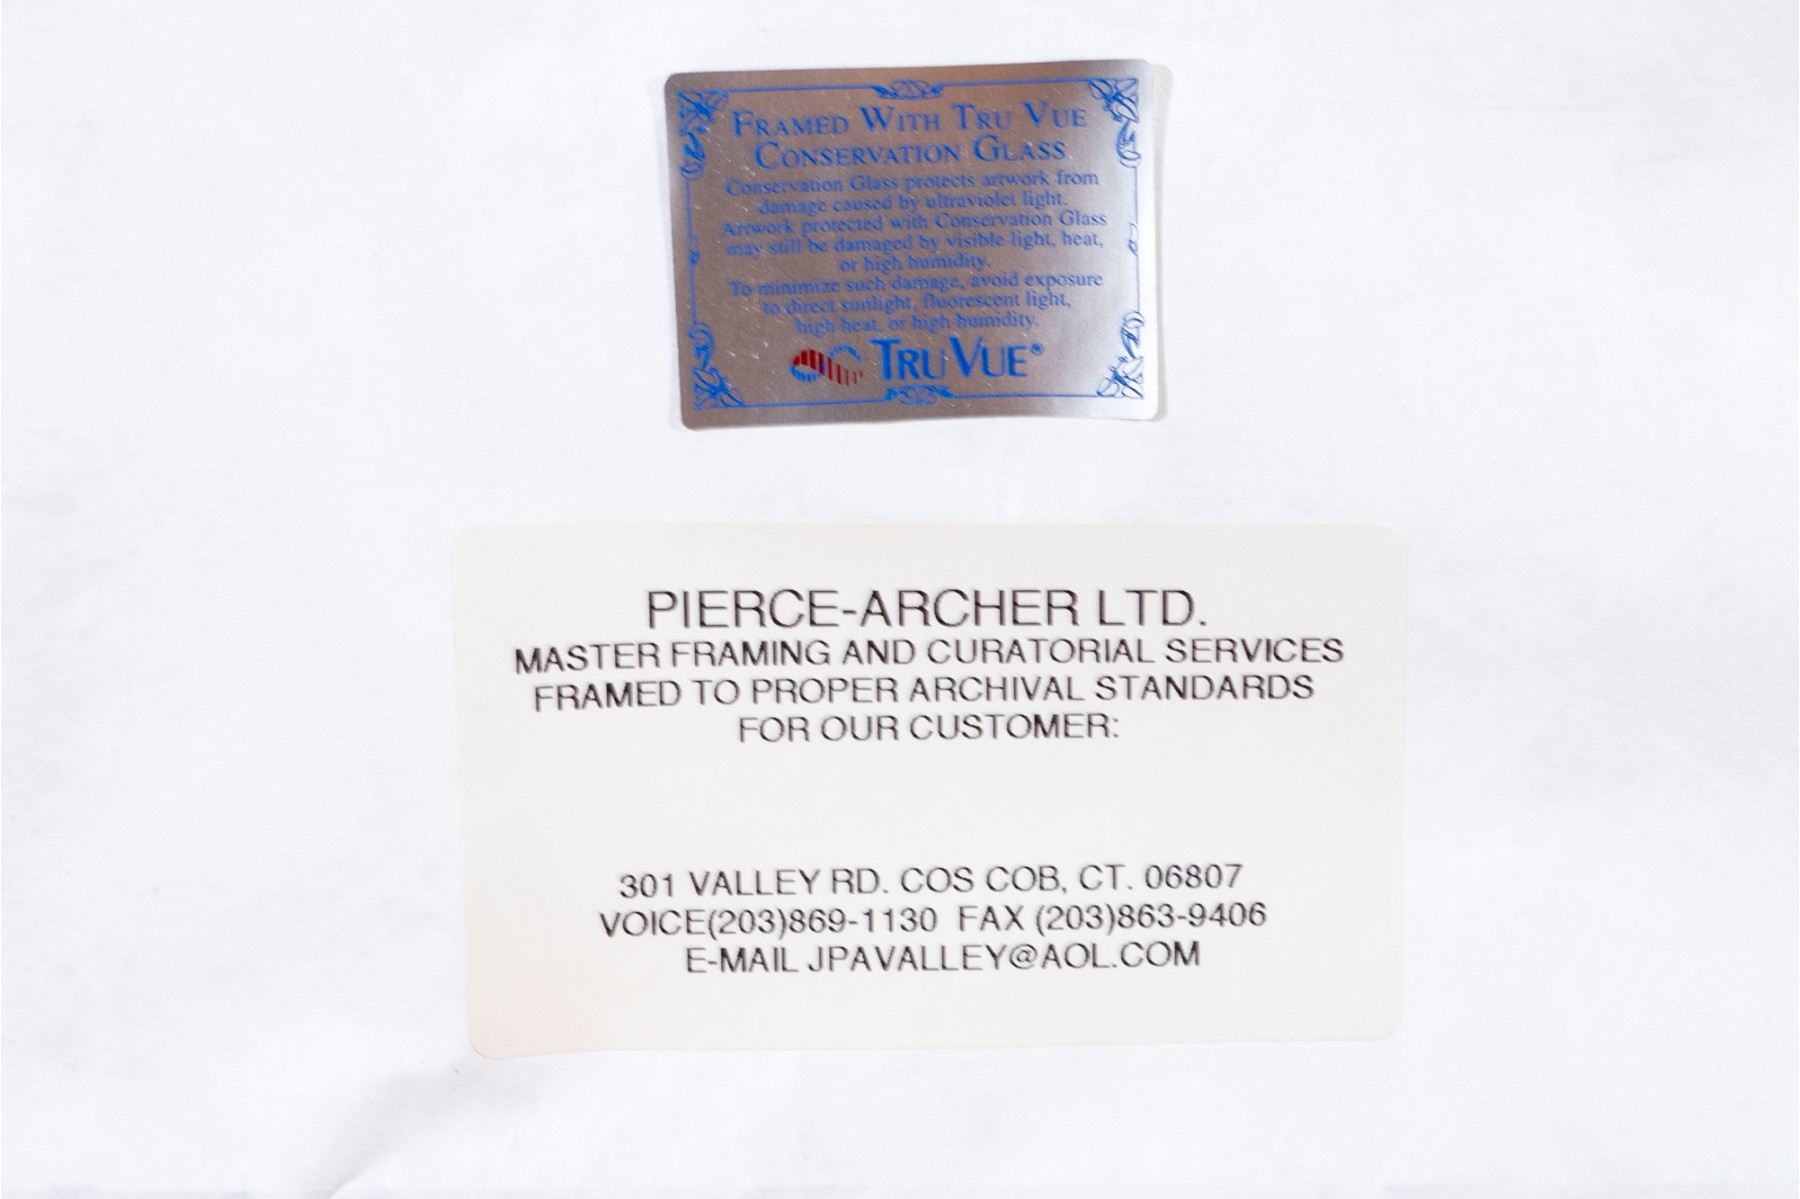 FRAMED WITH TRU VUE
CONSERVATION GLASS
Conservation Glass protects artwork from
damage caused by ultraviolet light.
Artwork protected with Conservation Glass
may still be damaged by visible light, heat,
or high humidity.
To minimize such damage, avoid exposure
to direct sunlight, fluorescent light,
high heat, or high humidity.
TRU VUE®
PIERCE-ARCHER LTD.
MASTER FRAMING AND CURATORIAL SERVICES
FRAMED TO PROPER ARCHIVAL STANDARDS
FOR OUR CUSTOMER:
301 VALLEY RD. COS COB, CT. 06807
VOICE(203)869-1130 FAX (203)863-9406
E-MAIL JPAVALLEY@AOL.COM